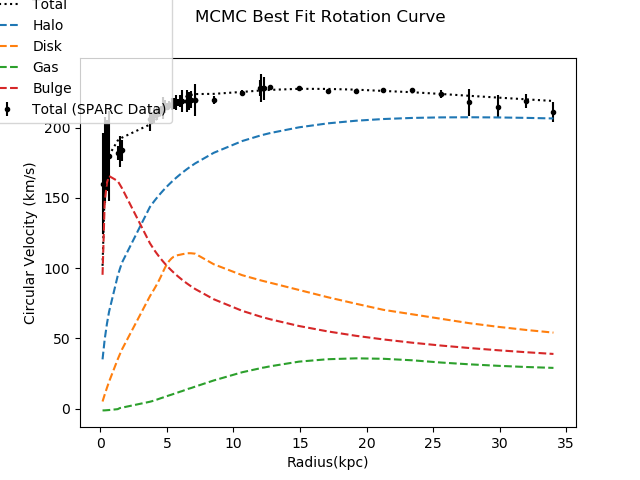 MCMC Best Fit Rotation Curve
Total
Halo
Disk
Gas
Bulge
Total (SPARC Data)
200
150
100
50
0
Circular Velocity (km/s)
0 5 10 15 20 25 30 35
Radius(kpc)